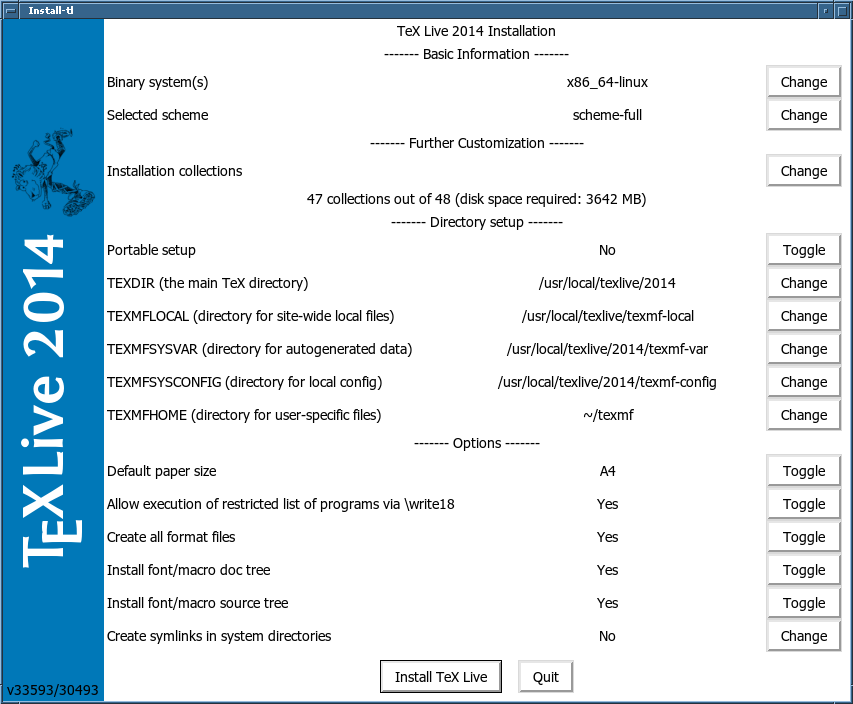 Install-tl
TeX Live 2014 Installation
------- Basic Information -------
Binary system(s) x86_64-linux Change
Selected scheme scheme-full Change
------- Further Customization -------
Installation collections Change
47 collections out of 48 (disk space required: 3642 MB)
------- Directory setup -------
Portable setup No Toggle
TEXDIR (the main TeX directory) /usr/local/texlive/2014 Change
TEXMFLOCAL (directory for site-wide local files) /usr/local/texlive/texmf-local Change
TEXMFSYSVAR (directory for autogenerated data) /usr/local/texlive/2014/texmf-var Change
TEXMFSYSCONFIG (directory for local config) /usr/local/texlive/2014/texmf-config Change
TEXMFHOME (directory for user-specific files) ~/texmf Change
------- Options -------
Default paper size A4 Toggle
Allow execution of restricted list of programs via \write18 Yes Toggle
Create all format files Yes Toggle
Install font/macro doc tree Yes Toggle
Install font/macro source tree Yes Toggle
Create symlinks in system directories No Change
Install TeX Live Quit
TEX Live 2014
v33593/30493